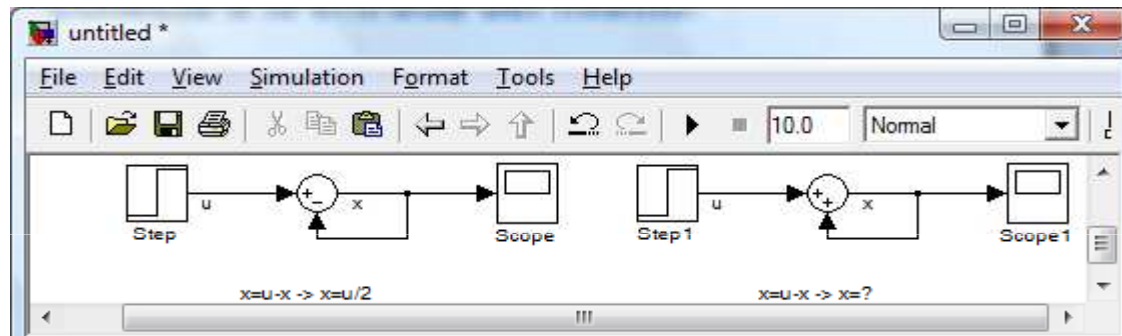 untitled *
File Edit View Simulation Format Tools Help
10.0 Normal
u + − x u + + x
Step Scope Step1 Scope1
x=u-x -> x=u/2 x=u-x -> x=?